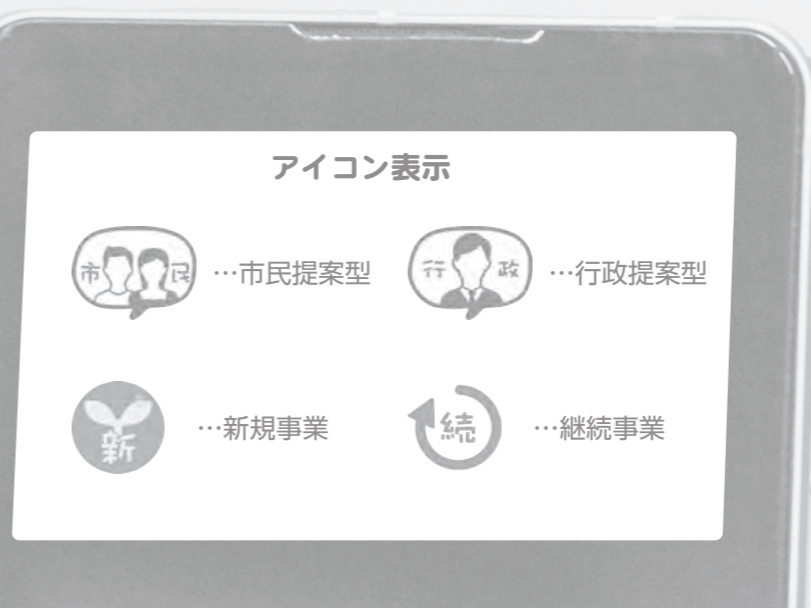 アイコン表示
市民 …市民提案型
行政 …行政提案型
新 …新規事業
続 …継続事業